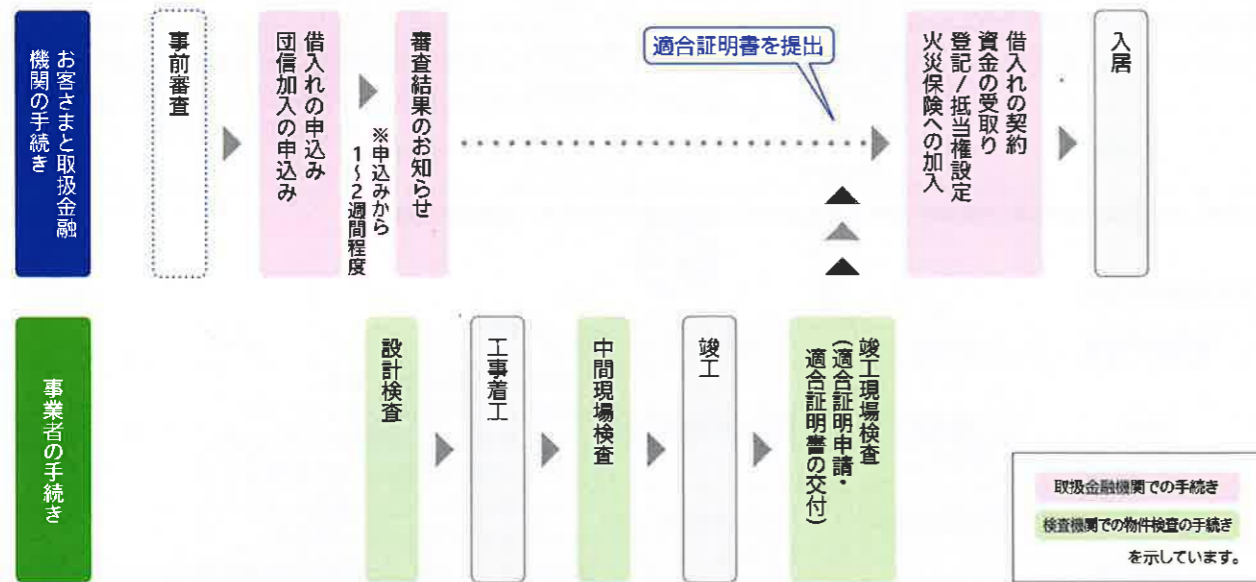 お客さまと取扱金融
機関の手続き
事前審査
借入れの申込み
団信加入の申込み
※申込みから
1～2週間程度
審査結果のお知らせ
適合証明書を提出
借入れの契約
資金の受取り
登記/抵当権設定
火災保険への加入
入居
事業者の手続き
設計検査
工事着工
中間現場検査
竣工
竣工現場検査
(適合証明申請・
適合証明書の交付)
取扱金融機関での手続き
検査機関での物件検査の手続き
を示しています。